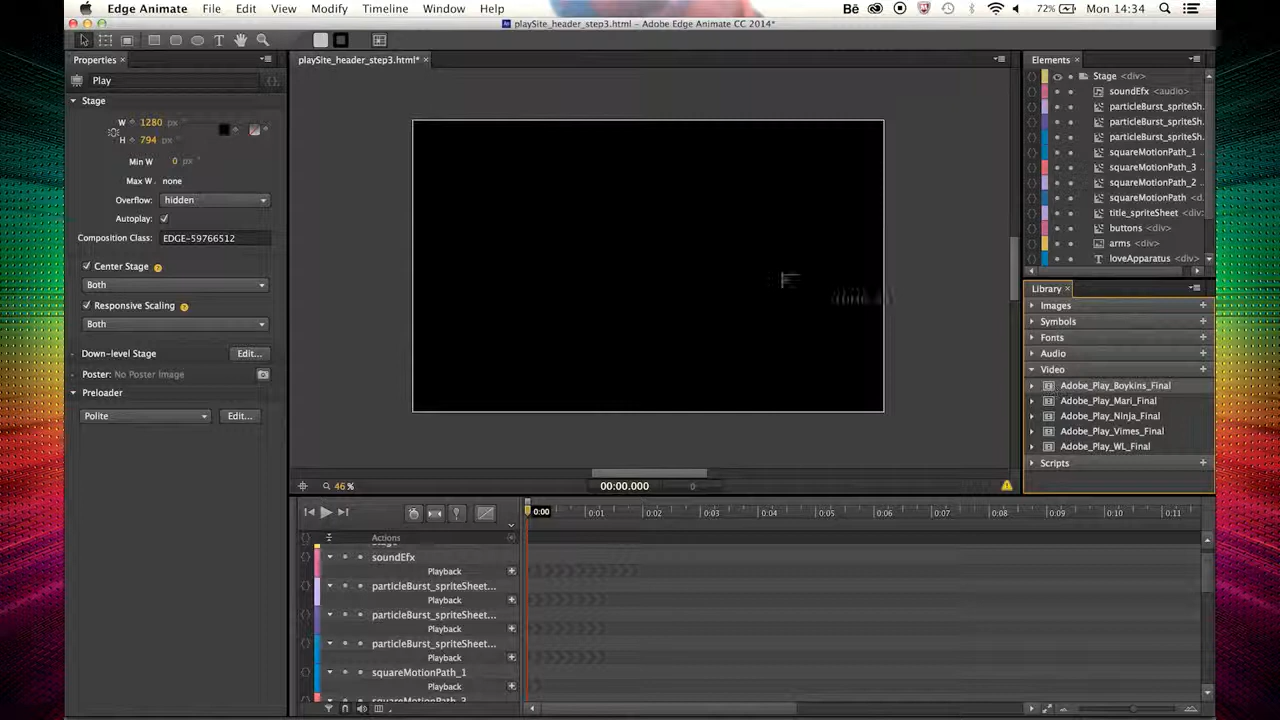 Edge Animate File Edit View Modify Timeline Window Help Bē 72% Mon 14:34
playSite_header_step3.html - Adobe Edge Animate CC 2014*
T
Properties ×
Play {}
Stage
W 1280 px
H 794 px
Min W 0 px
Max W none
Overflow: hidden
Autoplay:
Composition Class: EDGE-59766512
Center Stage ?
Both
Responsive Scaling ?
Both
Down-level Stage Edit...
Poster: No Poster Image
Preloader
Polite Edit...
playSite_header_step3.html* ×
46% 00:00.000 0
Elements ×
Stage <div>
soundEfx <audio>
particleBurst_spriteSh..
particleBurst_spriteSh..
particleBurst_spriteSh..
squareMotionPath_1 ..
squareMotionPath_3 ..
squareMotionPath_2 ..
squareMotionPath <d..
title_spriteSheet <div>
buttons <div>
arms <div>
T loveApparatus <div>
Library ×
Images +
Symbols +
Fonts +
Audio +
Video +
Adobe_Play_Boykins_Final
Adobe_Play_Mari_Final
Adobe_Play_Ninja_Final
Adobe_Play_Vimes_Final
Adobe_Play_WL_Final
Scripts +
0:00 0:01 0:02 0:03 0:04 0:05 0:06 0:07 0:08 0:09 0:10 0:11
Actions
soundEfx
Playback
particleBurst_spriteSheet...
Playback
particleBurst_spriteSheet...
Playback
particleBurst_spriteSheet...
Playback
squareMotionPath_1
Playback
squareMotionPath_3